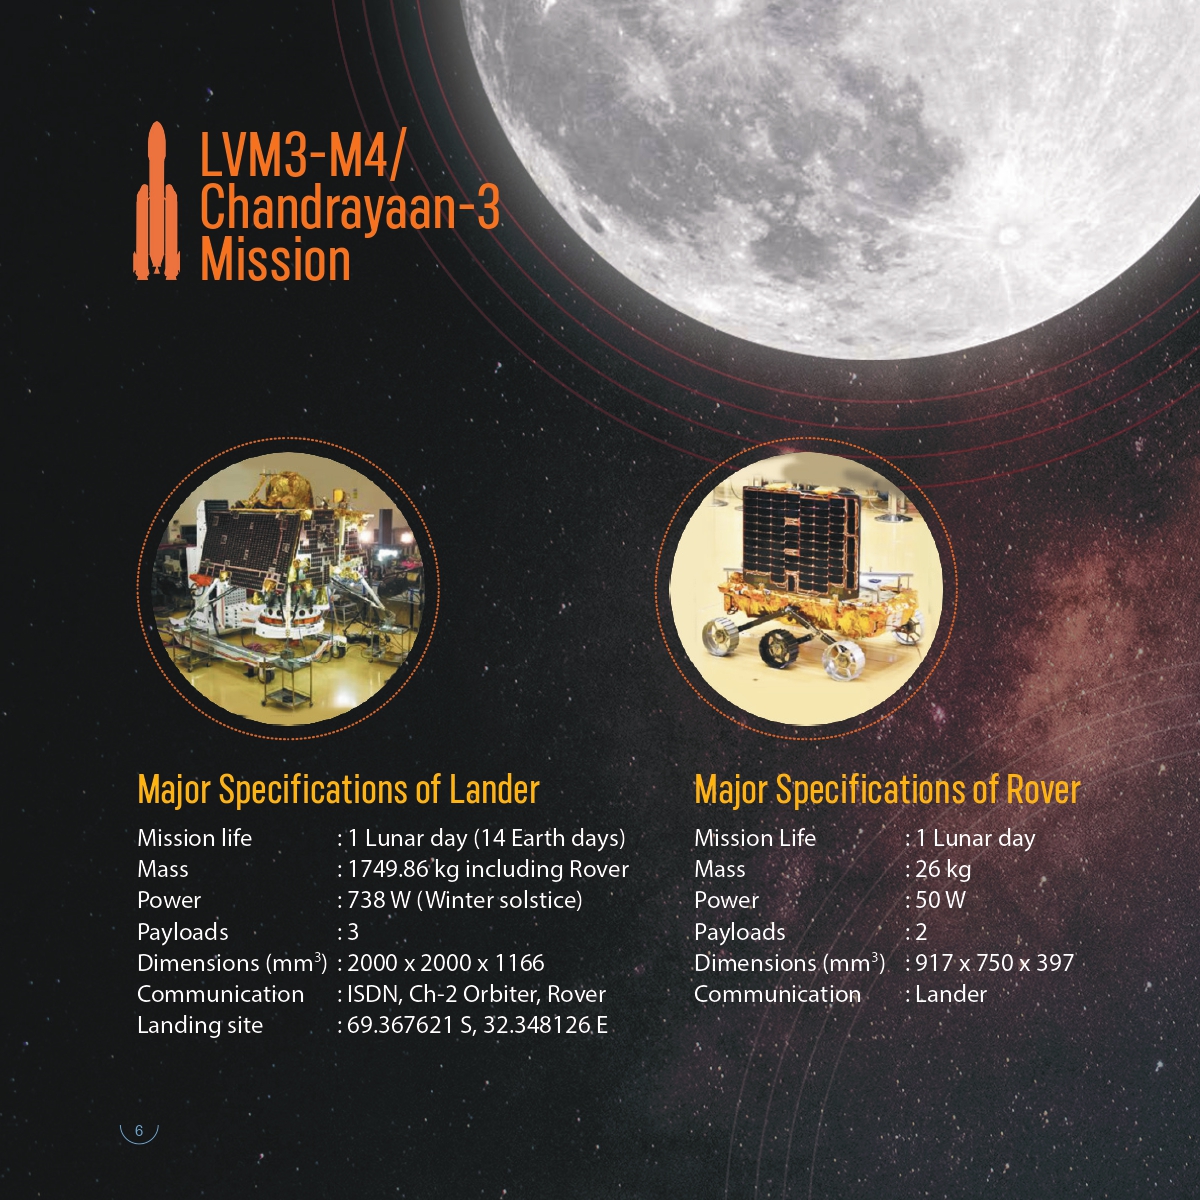 LVM3-M4/
Chandrayaan-3
Mission
Major Specifications of Lander
Mission life : 1 Lunar day (14 Earth days)
Mass : 1749.86 kg including Rover
Power : 738 W (Winter solstice)
Payloads : 3
Dimensions (mm³) : 2000 x 2000 x 1166
Communication : ISDN, Ch-2 Orbiter, Rover
Landing site : 69.367621 S, 32.348126 E
Major Specifications of Rover
Mission Life : 1 Lunar day
Mass : 26 kg
Power : 50 W
Payloads : 2
Dimensions (mm³) : 917 x 750 x 397
Communication : Lander
6